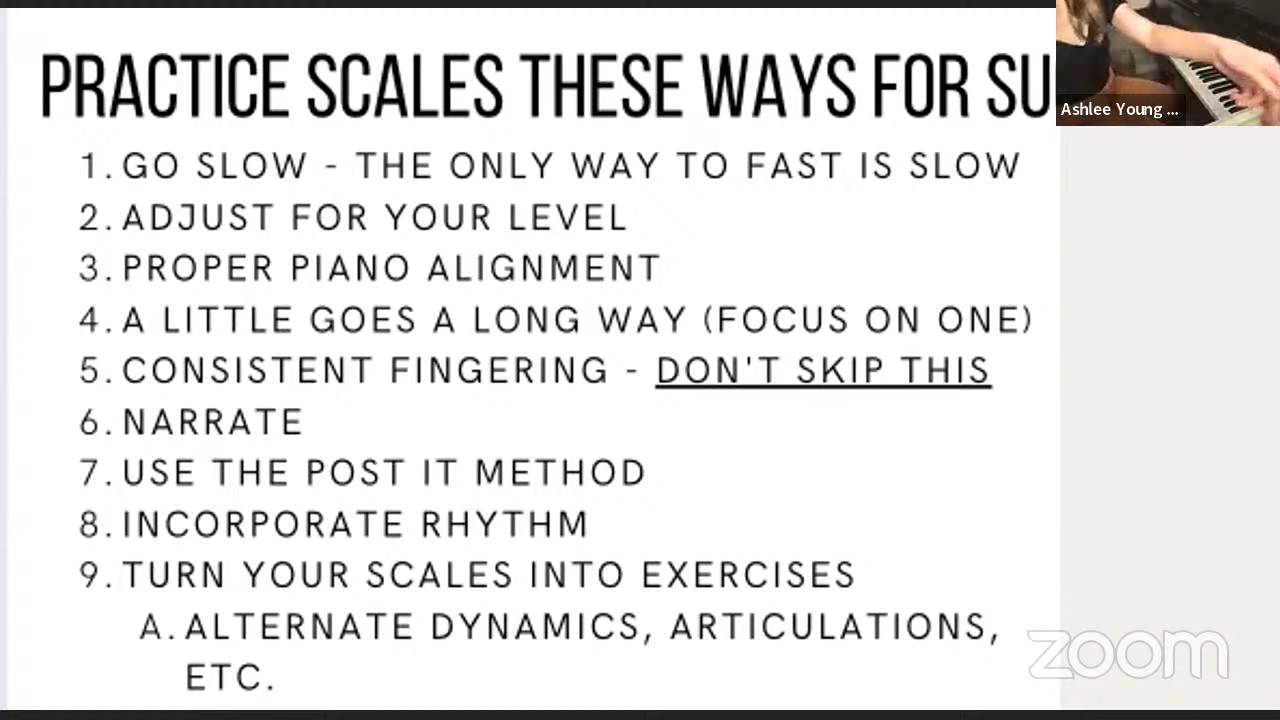 PRACTICE SCALES THESE WAYS FOR SU
1. GO SLOW - THE ONLY WAY TO FAST IS SLOW
2. ADJUST FOR YOUR LEVEL
3. PROPER PIANO ALIGNMENT
4. A LITTLE GOES A LONG WAY (FOCUS ON ONE)
5. CONSISTENT FINGERING - DON'T SKIP THIS
6. NARRATE
7. USE THE POST IT METHOD
8. INCORPORATE RHYTHM
9. TURN YOUR SCALES INTO EXERCISES
A. ALTERNATE DYNAMICS, ARTICULATIONS,
ETC.
Ashlee Young ...
zoom